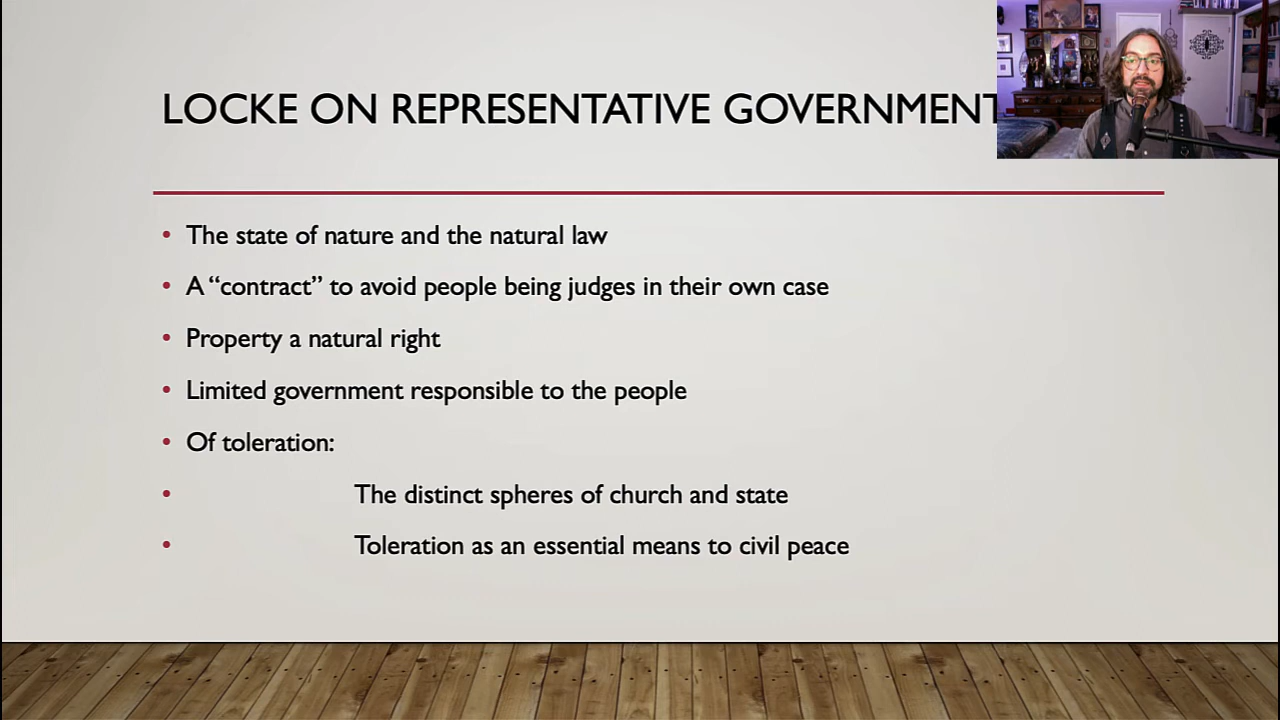 LOCKE ON REPRESENTATIVE GOVERNMENT
• The state of nature and the natural law
• A “contract” to avoid people being judges in their own case
• Property a natural right
• Limited government responsible to the people
• Of toleration:
• The distinct spheres of church and state
• Toleration as an essential means to civil peace